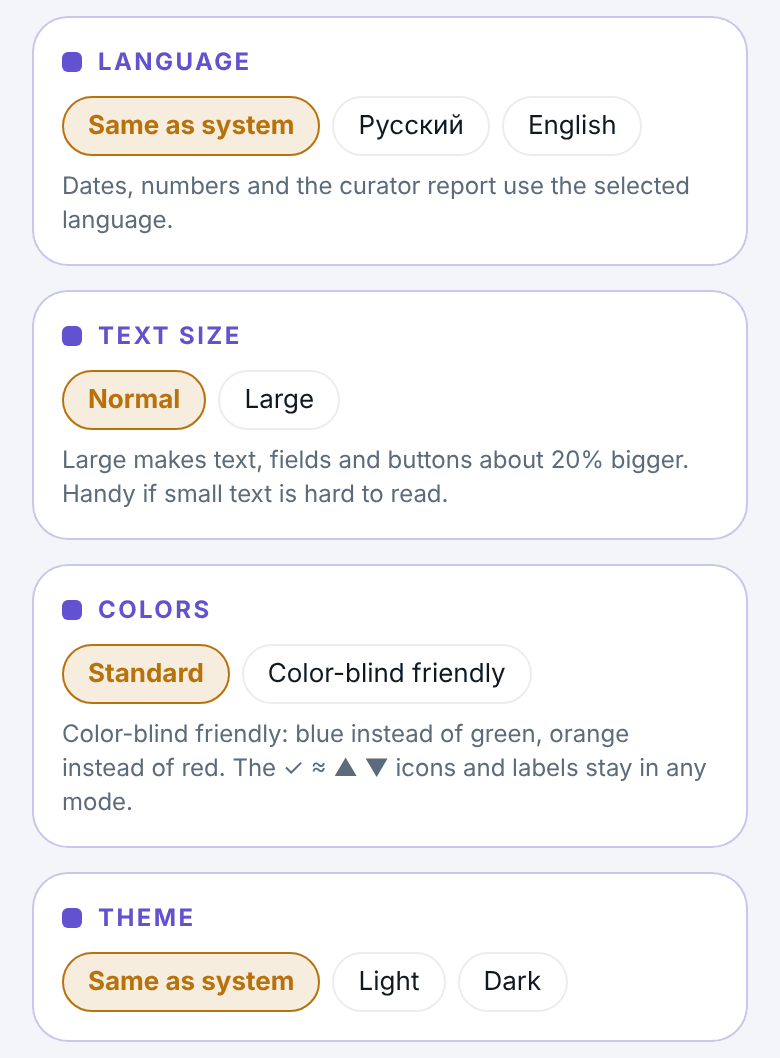 LANGUAGE
Same as system Русский English
Dates, numbers and the curator report use the selected
language.
TEXT SIZE
Normal Large
Large makes text, fields and buttons about 20% bigger.
Handy if small text is hard to read.
COLORS
Standard Color-blind friendly
Color-blind friendly: blue instead of green, orange
instead of red. The ✓ ≈ ▲ ▼ icons and labels stay in any
mode.
THEME
Same as system Light Dark